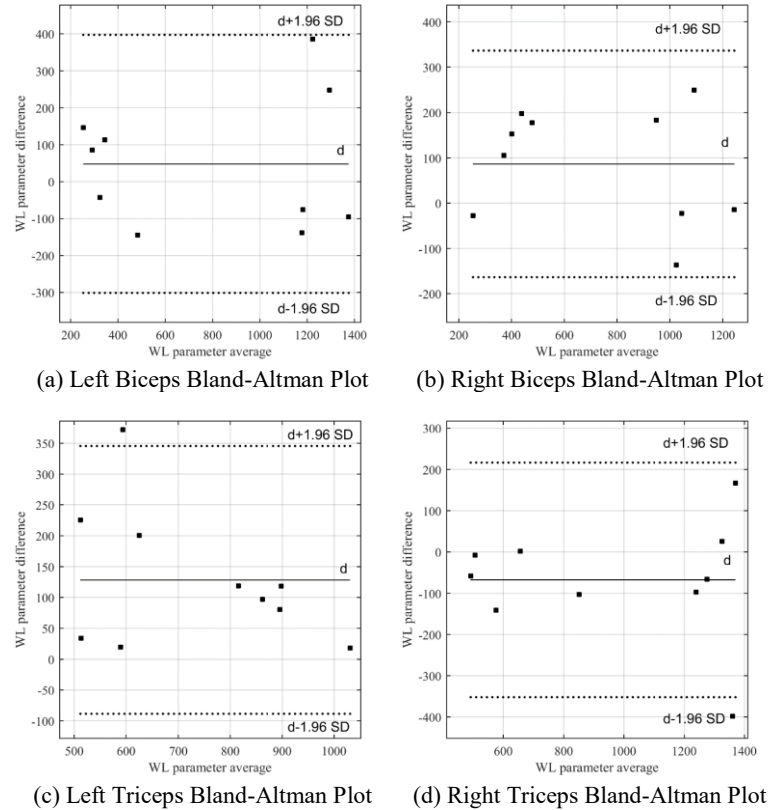 d+1.96 SD
400
300
200
100
0
-100
-200
-300
WL parameter difference
d
d-1.96 SD
200 400 600 800 1000 1200 1400
WL parameter average
(a) Left Biceps Bland-Altman Plot
d+1.96 SD
400
300
200
100
0
-100
-200
WL parameter difference
d
d-1.96 SD
200 400 600 800 1000 1200
WL parameter average
(b) Right Biceps Bland-Altman Plot
d+1.96 SD
350
300
250
200
150
100
50
0
-50
-100
WL parameter difference
d
d-1.96 SD
500 600 700 800 900 1000
WL parameter average
(c) Left Triceps Bland-Altman Plot
d+1.96 SD
300
200
100
0
-100
-200
-300
-400
WL parameter difference
d
d-1.96 SD
600 800 1000 1200 1400
WL parameter average
(d) Right Triceps Bland-Altman Plot